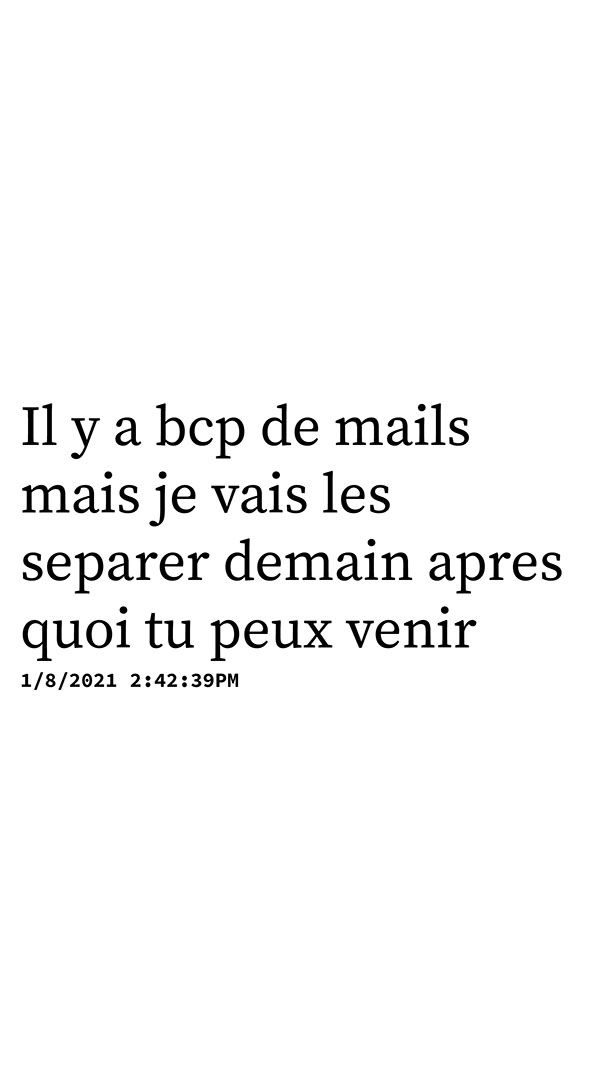 Il y a bcp de mails
mais je vais les
separer demain apres
quoi tu peux venir
1/8/2021 2:42:39PM